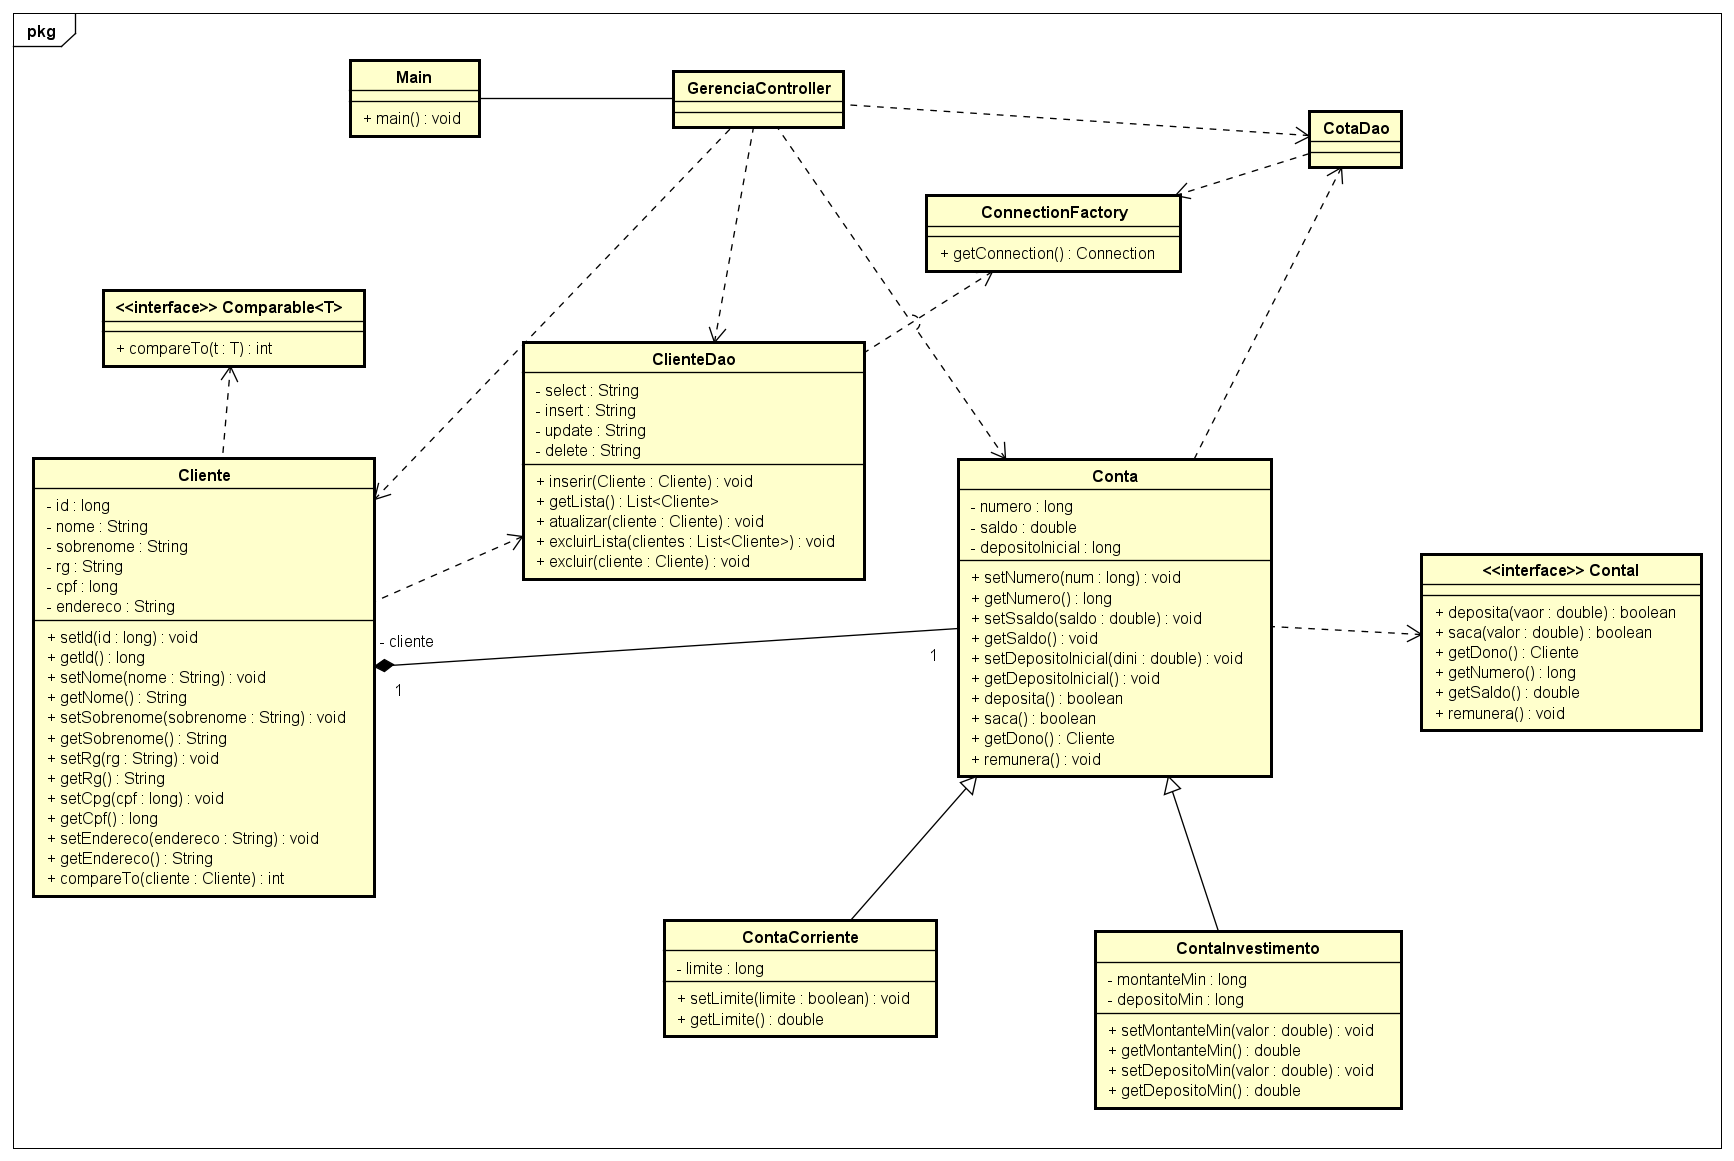 pkg
Main
+ main() : void
GerenciaController
CotaDao
ConnectionFactory
+ getConnection() : Connection
<<interface>> Comparable<T>
+ compareTo(t : T) : int
ClienteDao
- select : String
- insert : String
- update : String
- delete : String
+ inserir(Cliente : Cliente) : void
+ getLista() : List<Cliente>
+ atualizar(cliente : Cliente) : void
+ excluirLista(clientes : List<Cliente>) : void
+ excluir(cliente : Cliente) : void
Cliente
- id : long
- nome : String
- sobrenome : String
- rg : String
- cpf : long
- endereco : String
+ setId(id : long) : void
+ getId() : long
+ setNome(nome : String) : void
+ getNome() : String
+ setSobrenome(sobrenome : String) : void
+ getSobrenome() : String
+ setRg(rg : String) : void
+ getRg() : String
+ setCpg(cpf : long) : void
+ getCpf() : long
+ setEndereco(endereco : String) : void
+ getEndereco() : String
+ compareTo(cliente : Cliente) : int
- cliente
1
1
Conta
- numero : long
- saldo : double
- depositoInicial : long
+ setNumero(num : long) : void
+ getNumero() : long
+ setSsaldo(saldo : double) : void
+ getSaldo() : void
+ setDepositoInicial(dini : double) : void
+ getDepositoInicial() : void
+ deposita() : boolean
+ saca() : boolean
+ getDono() : Cliente
+ remunera() : void
<<interface>> ContaI
+ deposita(vaor : double) : boolean
+ saca(valor : double) : boolean
+ getDono() : Cliente
+ getNumero() : long
+ getSaldo() : double
+ remunera() : void
ContaCorriente
- limite : long
+ setLimite(limite : boolean) : void
+ getLimite() : double
ContaInvestimento
- montanteMin : long
- depositoMin : long
+ setMontanteMin(valor : double) : void
+ getMontanteMin() : double
+ setDepositoMin(valor : double) : void
+ getDepositoMin() : double